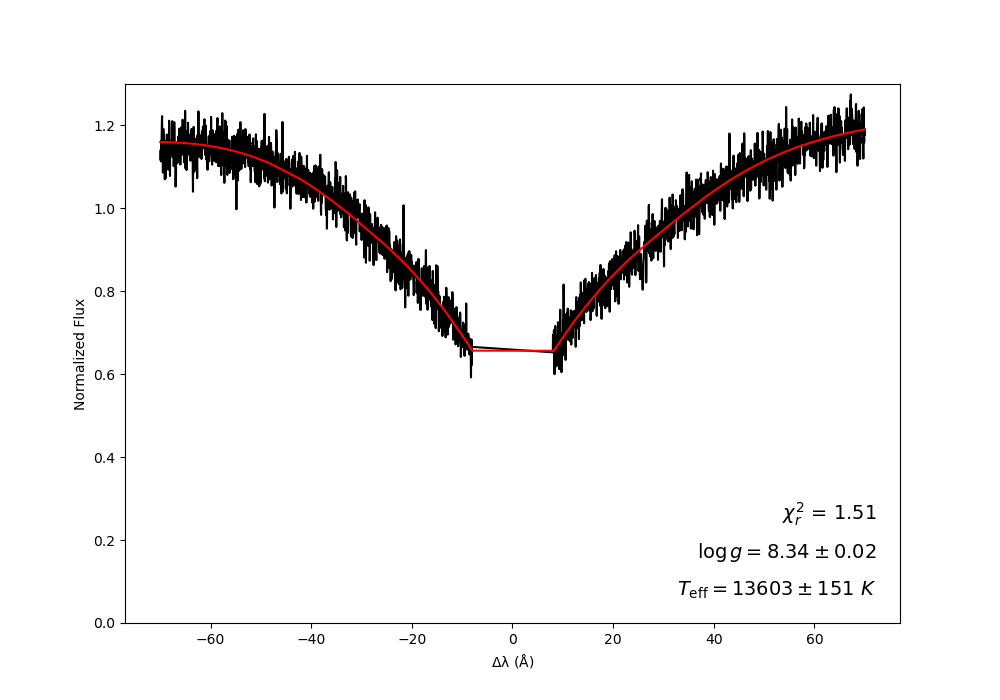 1.2
1.0
0.8
0.6
0.4
0.2
0.0
Normalized Flux
χ²ᵣ = 1.51
log g = 8.34 ± 0.02
T_eff = 13603 ± 151 K
−60 −40 −20 0 20 40 60
Δλ (Å)